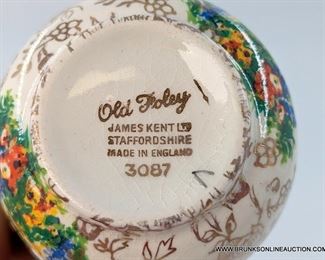 Old Foley
JAMES KENT LTD
STAFFORDSHIRE
MADE IN ENGLAND
3087
WWW.BRUNKSONLINEAUCTION.COM